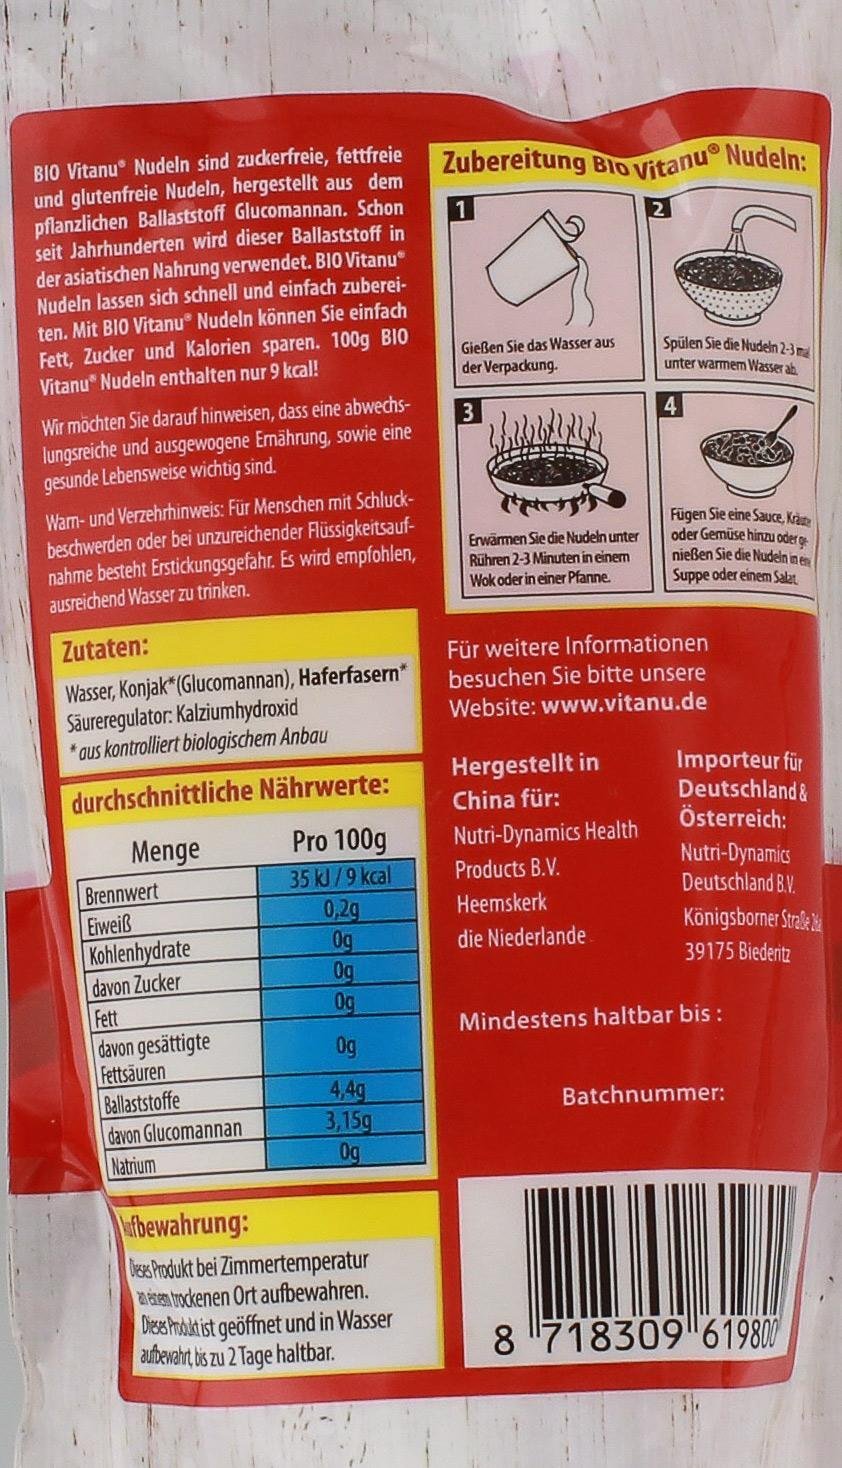 BIO Vitanu® Nudeln sind zuckerfreie, fettfreie
und glutenfreie Nudeln, hergestellt aus dem
pflanzlichen Ballaststoff Glucomannan. Schon
seit Jahrhunderten wird dieser Ballaststoff in
der asiatischen Nahrung verwendet. BIO Vitanu®
Nudeln lassen sich schnell und einfach zuberei-
ten. Mit BIO Vitanu® Nudeln können Sie einfach
Fett, Zucker und Kalorien sparen. 100g BIO
Vitanu® Nudeln enthalten nur 9 kcal!
Wir möchten Sie darauf hinweisen, dass eine abwechs-
lungsreiche und ausgewogene Ernährung, sowie eine
gesunde Lebensweise wichtig sind.
Warn- und Verzehrhinweis: Für Menschen mit Schluck-
beschwerden oder bei unzureichender Flüssigkeitsauf-
nahme besteht Erstickungsgefahr. Es wird empfohlen,
ausreichend Wasser zu trinken.
Zutaten:
Wasser, Konjak*(Glucomannan), Haferfasern*
Säureregulator: Kalziumhydroxid
*aus kontrolliert biologischem Anbau
durchschnittliche Nährwerte:
Menge Pro 100g
Brennwert 35 kJ / 9 kcal
Eiweiß 0,2g
Kohlenhydrate 0g
davon Zucker 0g
Fett 0g
davon gesättigte
Fettsäuren 0g
Ballaststoffe 4,4g
davon Glucomannan 3,15g
Natrium 0g
ufbewahrung:
Dieses Produkt bei Zimmertemperatur
an einem trockenen Ort aufbewahren.
Dieses Produkt ist geöffnet und in Wasser
aufbewahrt, bis zu 2 Tage haltbar.
Zubereitung BIO Vitanu® Nudeln:
1
Gießen Sie das Wasser aus
der Verpackung.
2
Spülen Sie die Nudeln 2-3 mal
unter warmem Wasser ab.
3
Erwärmen Sie die Nudeln unter
Rühren 2-3 Minuten in einem
Wok oder in einer Pfanne.
4
Fügen Sie eine Sauce, Kräute
oder Gemüse hinzu oder ge-
nießen Sie die Nudeln in
Suppe oder einem Salat.
Für weitere Informationen
besuchen Sie bitte unsere
Website: www.vitanu.de
Hergestellt in
China für:
Nutri-Dynamics Health
Products B.V.
Heemskerk
die Niederlande
Importeur für
Deutschland &
Österreich:
Nutri-Dynamics
Deutschland B.V.
Königsborner Straße
39175 Biederitz
Mindestens haltbar bis :
Batchnummer:
8 718309 619800